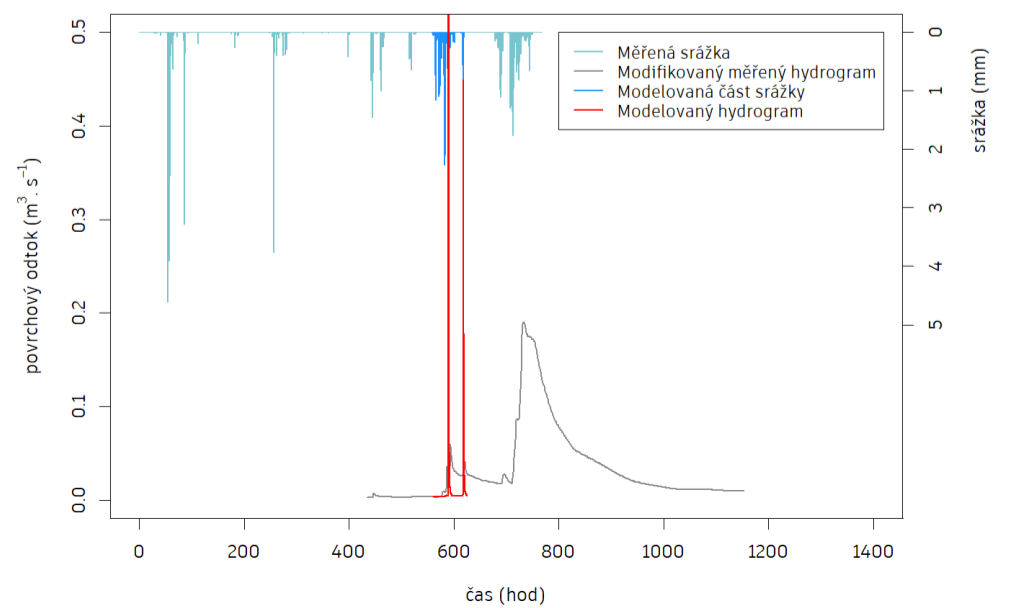 0.5
0.4
0.3
0.2
0.1
0.0
povrchový odtok (m³ . s⁻¹)
Měřená srážka
Modifikovaný měřený hydrogram
Modelovaná část srážky
Modelovaný hydrogram
0
1
2
3
4
5
srážka (mm)
0 200 400 600 800 1000 1200 1400
čas (hod)